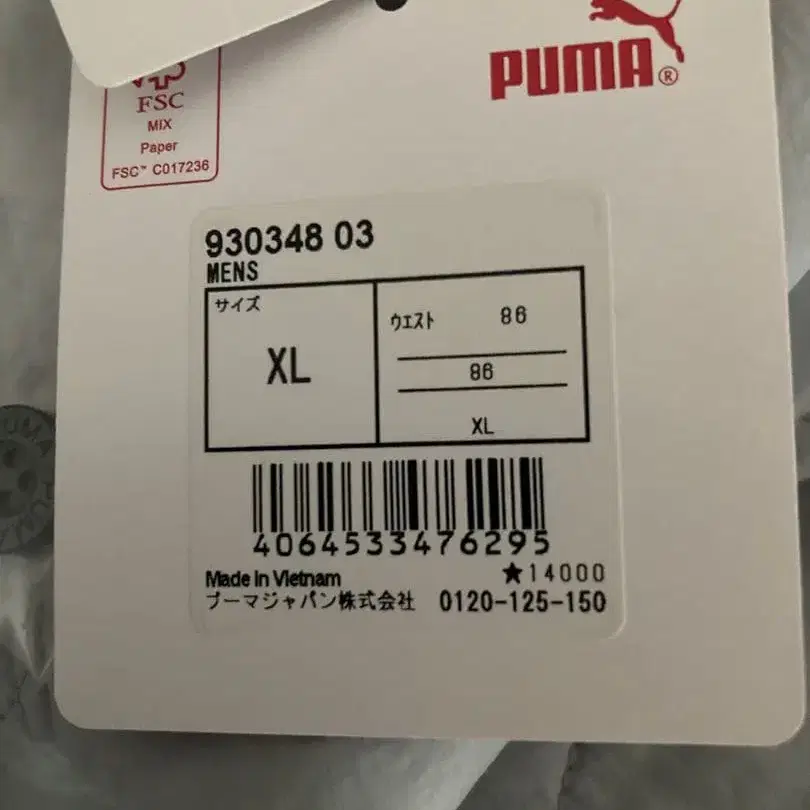 PUMA®
FSC
MIX
Paper
FSC™ C017236
930348 03
MENS
サイズ
XL
ウエスト 86
86
XL
4064533476295
Made in Vietnam
★14000
プーマジャパン株式会社 0120-125-150
PUMA